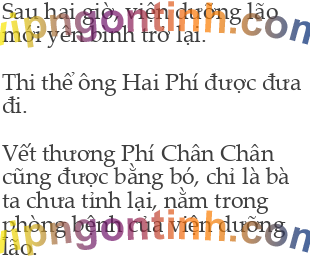 Sau hai giờ, viện dưỡng lão
mọi yên bình trở lại.
Thi thể ông Hai Phí được đưa
đi.
Vết thương Phí Chân Chân
cũng được bằng bó, chỉ là bà
ta chưa tỉnh lại, nằm trong
phòng bệnh của viện dưỡng
lão.